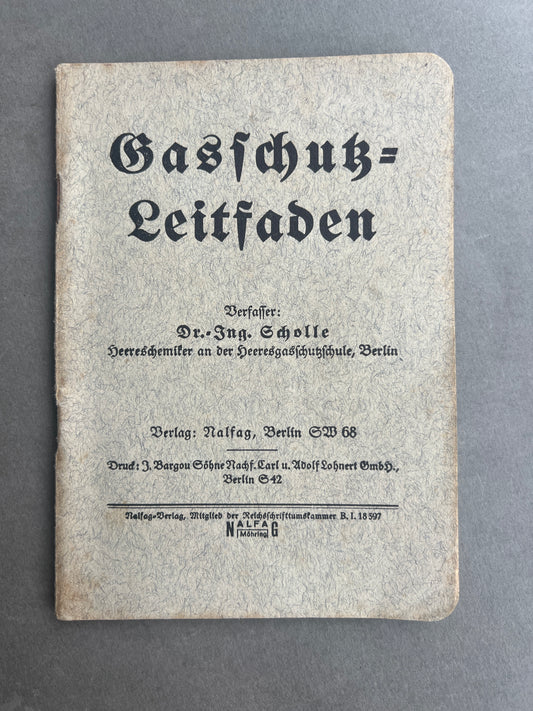 Gasschutz=
Leitfaden
Verfasser:
Dr.=Ing. Scholle
Heereschemiker an der Heeresgasschutzschule, Berlin
Verlag: Nalfag, Berlin SW 68
Druck: J. Bargou Söhne Nachf. Carl u. Adolf Lohnert GmbH.,
Berlin S 42
Nalfag=Verlag, Mitglied der Reichsschrifttumskammer B. I. 18597
NALFAG
Möhring